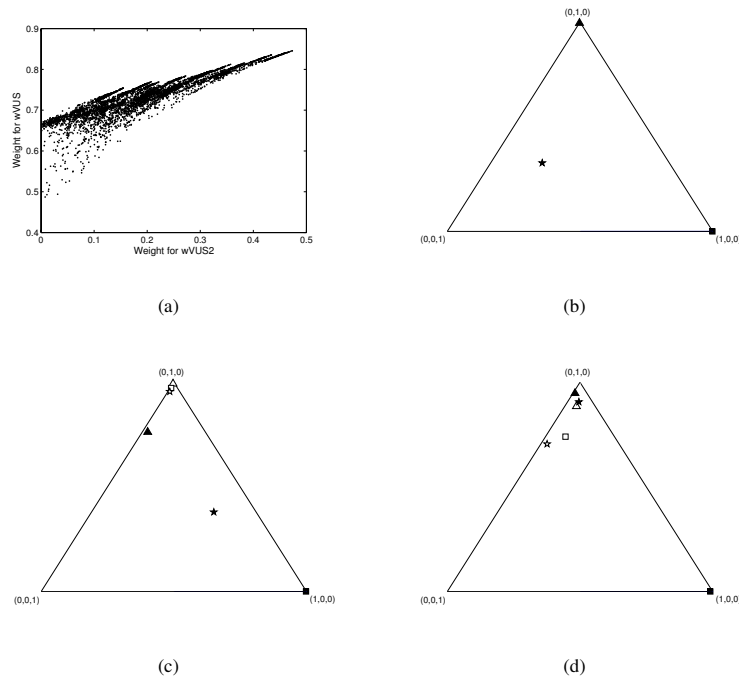 0.9
0.8
0.7
0.6
0.5
0.4
Weight for wVUS
0 0.1 0.2 0.3 0.4 0.5
Weight for wVUS2
(a)
(0,1,0)
(0,0,1)
(1,0,0)
(b)
(0,1,0)
(0,0,1)
(1,0,0)
(c)
(0,1,0)
(0,0,1)
(1,0,0)
(d)